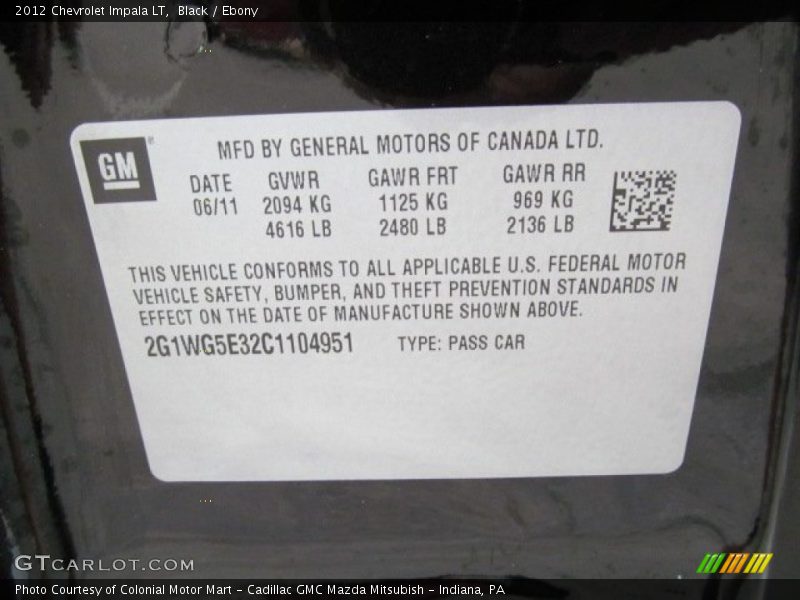 2012 Chevrolet Impala LT, Black / Ebony
MFD BY GENERAL MOTORS OF CANADA LTD.
GM
DATE GVWR GAWR FRT GAWR RR
06/11 2094 KG 1125 KG 969 KG
4616 LB 2480 LB 2136 LB
THIS VEHICLE CONFORMS TO ALL APPLICABLE U.S. FEDERAL MOTOR
VEHICLE SAFETY, BUMPER, AND THEFT PREVENTION STANDARDS IN
EFFECT ON THE DATE OF MANUFACTURE SHOWN ABOVE.
2G1WG5E32C1104951 TYPE: PASS CAR
GTCARLOT.COM
Photo Courtesy of Colonial Motor Mart - Cadillac GMC Mazda Mitsubish - Indiana, PA